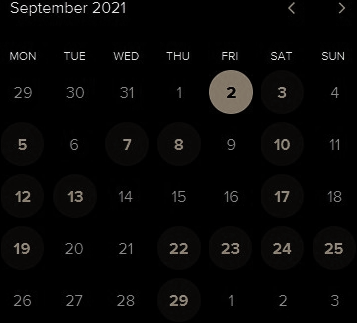 September 2021
MON TUE WED THU FRI SAT SUN
29 30 31 1 2 3 4
5 6 7 8 9 10 11
12 13 14 15 16 17 18
19 20 21 22 23 24 25
26 27 28 29 1 2 3